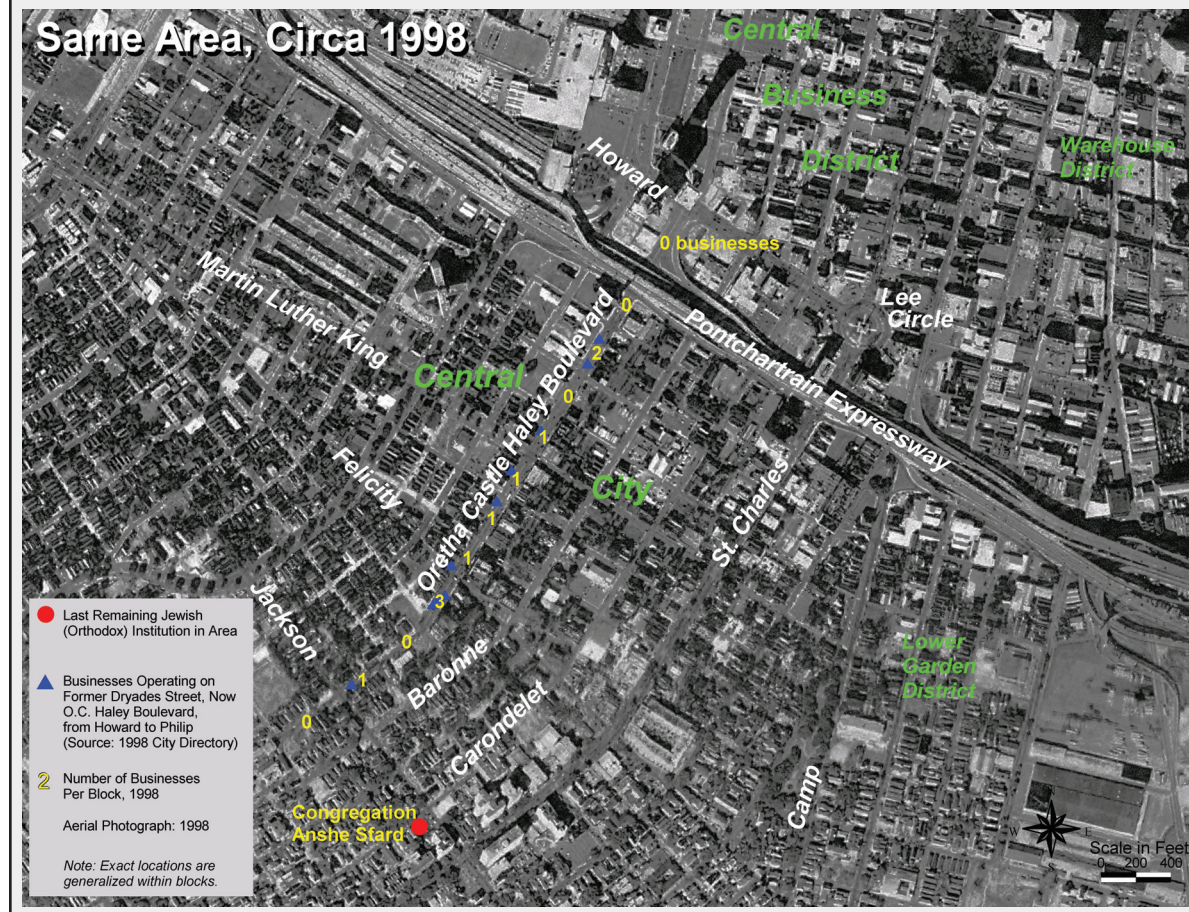 Same Area, Circa 1998
Central
Business
District
Warehouse
District
Howard
0 businesses
Martin Luther King
Lee
Circle
Pontchartrain Expressway
Oretha Castle Haley Boulevard
0
2
0
1
1
1
1
3
0
1
0
Central
City
Felicity
St. Charles
Jackson
Baronne
Carondelet
Camp
Lower
Garden
District
Congregation
Anshe Sfard
Last Remaining Jewish
(Orthodox) Institution in Area
Businesses Operating on
Former Dryades Street, Now
O.C. Haley Boulevard,
from Howard to Philip
(Source: 1998 City Directory)
2 Number of Businesses
Per Block, 1998
Aerial Photograph: 1998
Note: Exact locations are
generalized within blocks.
W E
S
Scale in Feet
0 200 400